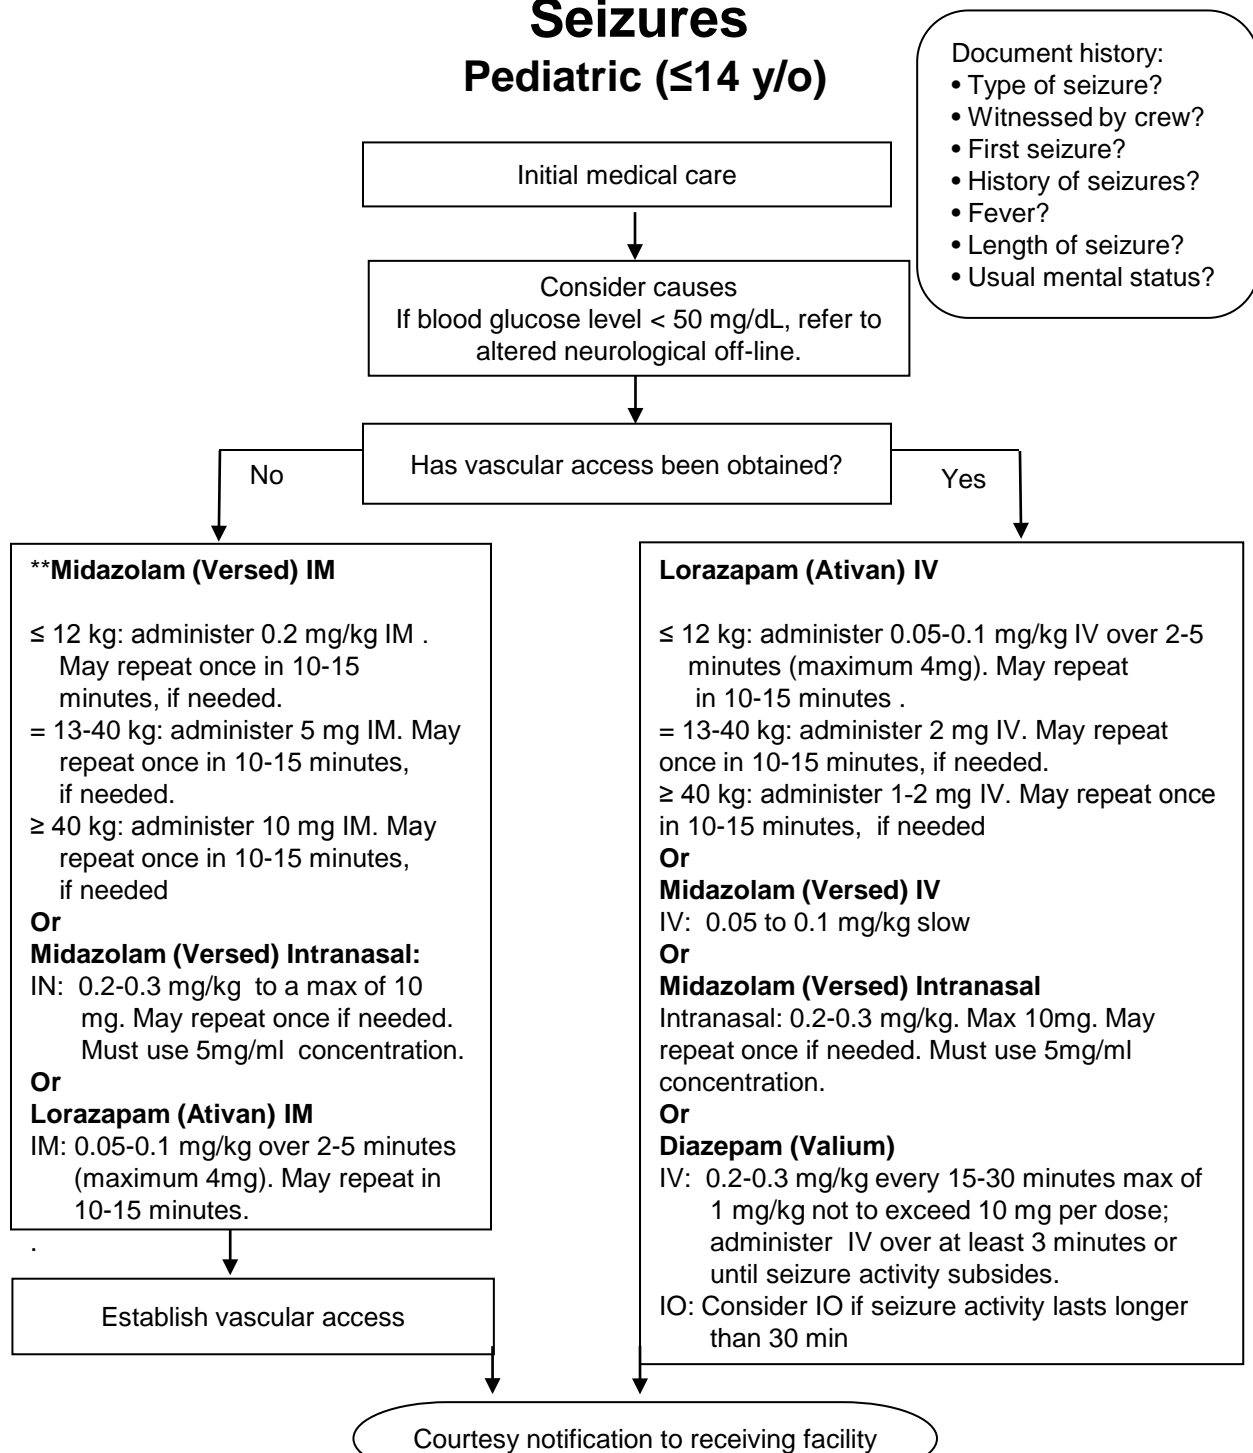 Seizures
Pediatric (≤14 y/o)
Document history:
• Type of seizure?
• Witnessed by crew?
• First seizure?
• History of seizures?
• Fever?
• Length of seizure?
• Usual mental status?
Initial medical care
Consider causes
If blood glucose level < 50 mg/dL, refer to
altered neurological off-line.
Has vascular access been obtained?
No
Yes
**Midazolam (Versed) IM
≤ 12 kg: administer 0.2 mg/kg IM .
May repeat once in 10-15
minutes, if needed.
= 13-40 kg: administer 5 mg IM. May
repeat once in 10-15 minutes,
if needed.
≥ 40 kg: administer 10 mg IM. May
repeat once in 10-15 minutes,
if needed
Or
Midazolam (Versed) Intranasal:
IN: 0.2-0.3 mg/kg to a max of 10
mg. May repeat once if needed.
Must use 5mg/ml concentration.
Or
Lorazapam (Ativan) IM
IM: 0.05-0.1 mg/kg over 2-5 minutes
(maximum 4mg). May repeat in
10-15 minutes.
.
Establish vascular access
Lorazapam (Ativan) IV
≤ 12 kg: administer 0.05-0.1 mg/kg IV over 2-5
minutes (maximum 4mg). May repeat
in 10-15 minutes .
= 13-40 kg: administer 2 mg IV. May repeat
once in 10-15 minutes, if needed.
≥ 40 kg: administer 1-2 mg IV. May repeat once
in 10-15 minutes, if needed
Or
Midazolam (Versed) IV
IV: 0.05 to 0.1 mg/kg slow
Or
Midazolam (Versed) Intranasal
Intranasal: 0.2-0.3 mg/kg. Max 10mg. May
repeat once if needed. Must use 5mg/ml
concentration.
Or
Diazepam (Valium)
IV: 0.2-0.3 mg/kg every 15-30 minutes max of
1 mg/kg not to exceed 10 mg per dose;
administer IV over at least 3 minutes or
until seizure activity subsides.
IO: Consider IO if seizure activity lasts longer
than 30 min
Courtesy notification to receiving facility